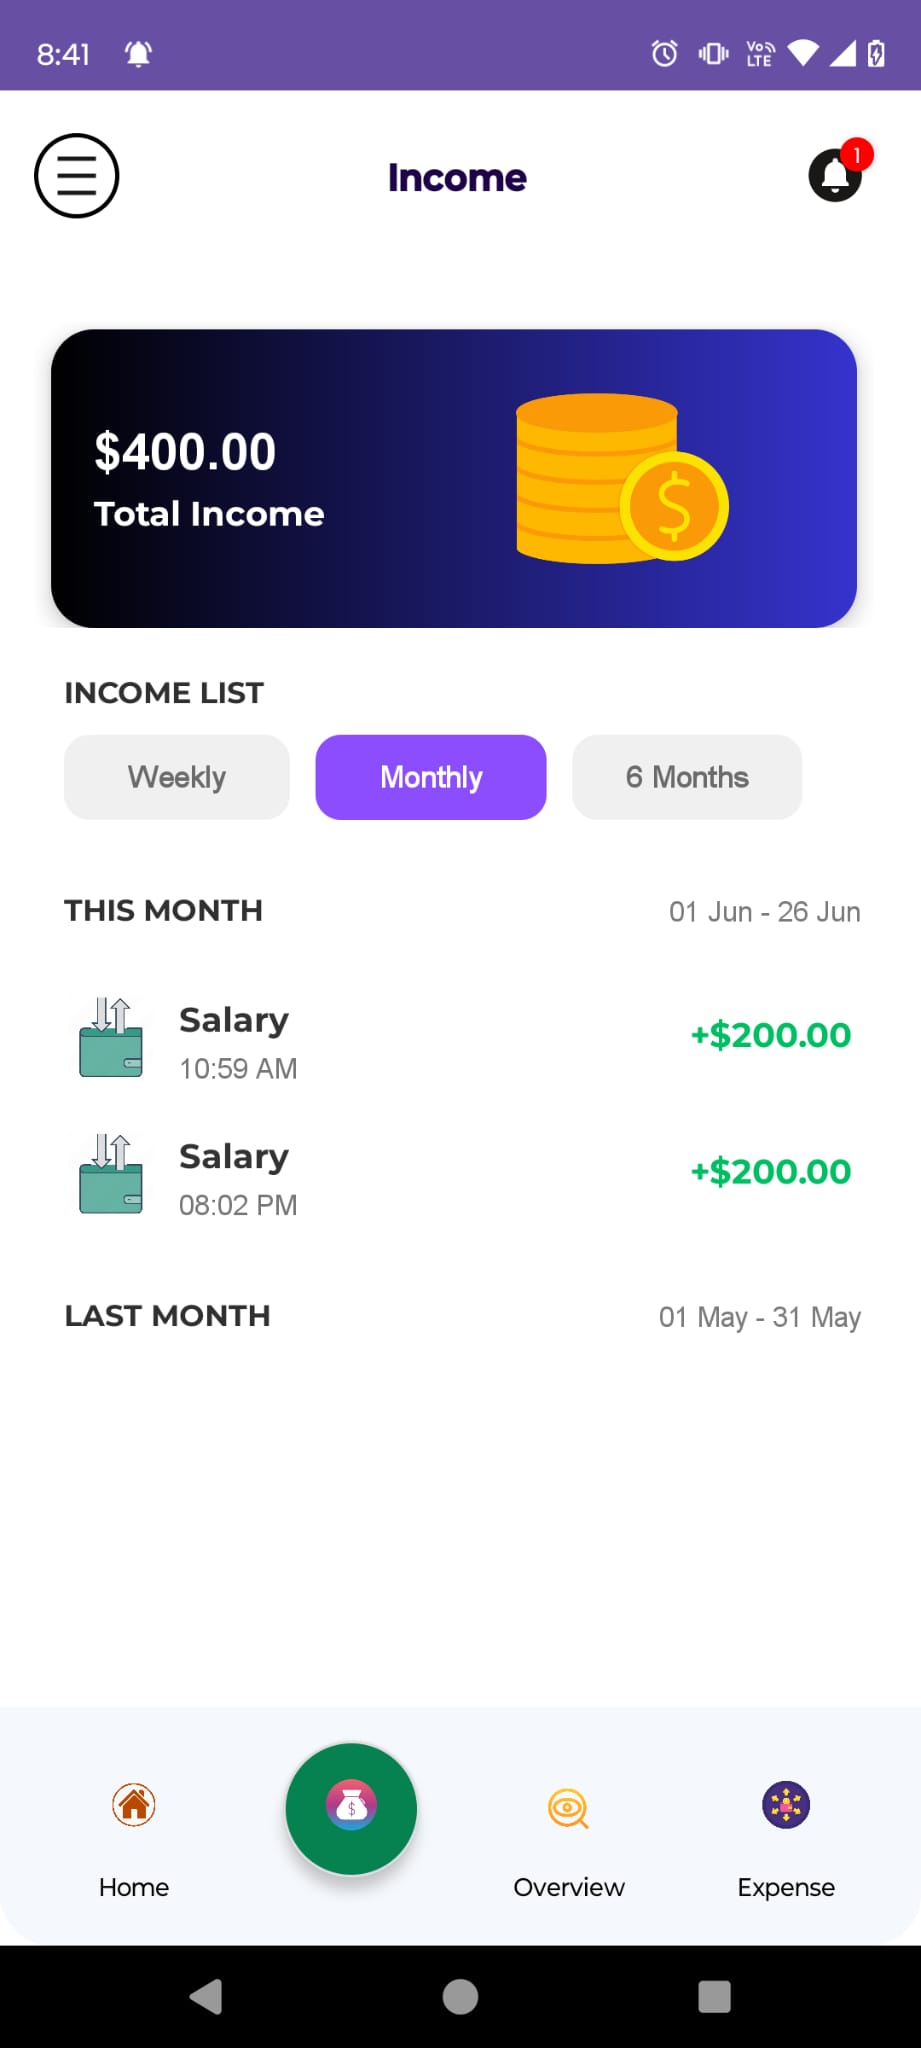 8:41
Vo
LTE
Income
1
$400.00
Total Income
$
INCOME LIST
Weekly
Monthly
6 Months
THIS MONTH
01 Jun - 26 Jun
Salary
10:59 AM
+$200.00
Salary
08:02 PM
+$200.00
LAST MONTH
01 May - 31 May
$
Home
Overview
Expense